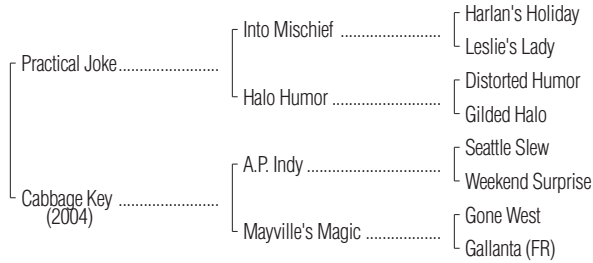 Harlan's Holiday
Into Mischief ........................
Leslie's Lady
Practical Joke........................
Distorted Humor
Halo Humor ..........................
Gilded Halo
Seattle Slew
A.P. Indy ................................
Weekend Surprise
Cabbage Key ........................
(2004)
Gone West
Mayville's Magic ..................
Gallanta (FR)